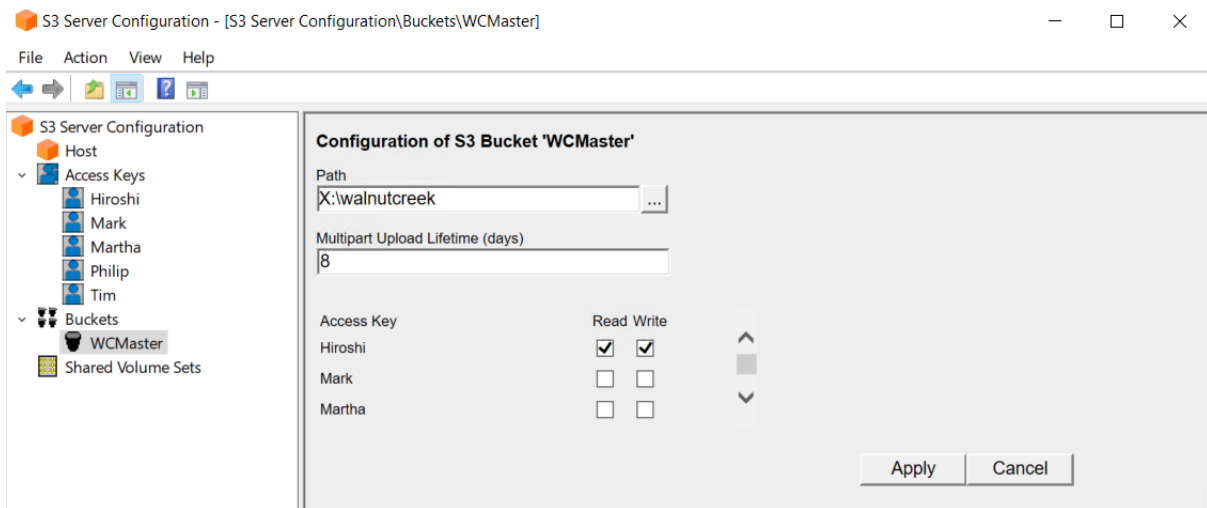 S3 Server Configuration - [S3 Server Configuration\Buckets\WCMaster]
File Action View Help
S3 Server Configuration
Host
Access Keys
Hiroshi
Mark
Martha
Philip
Tim
Buckets
WCMaster
Shared Volume Sets
Configuration of S3 Bucket 'WCMaster'
Path
X:\walnutcreek
...
Multipart Upload Lifetime (days)
8
Access Key Read Write
Hiroshi
Mark
Martha
Apply Cancel